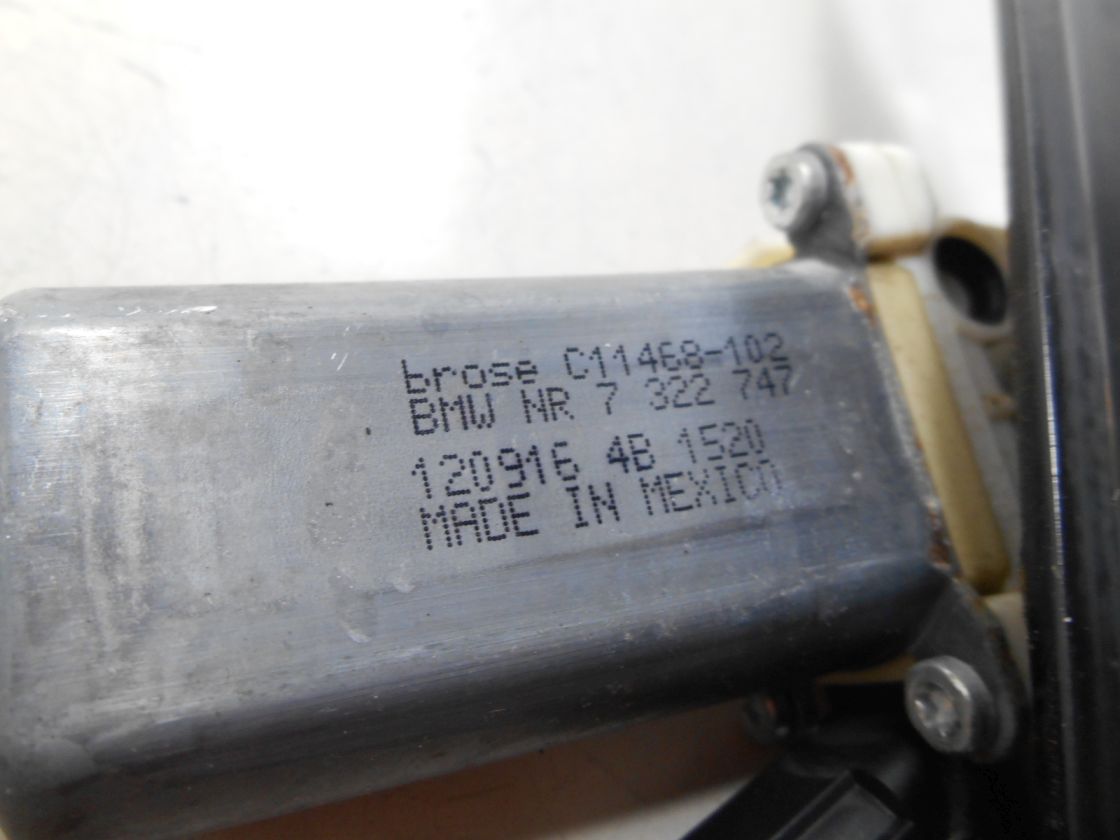 brose C11468-102
BMW NR 7 322 747
120916 4B 1520
MADE IN MEXICO